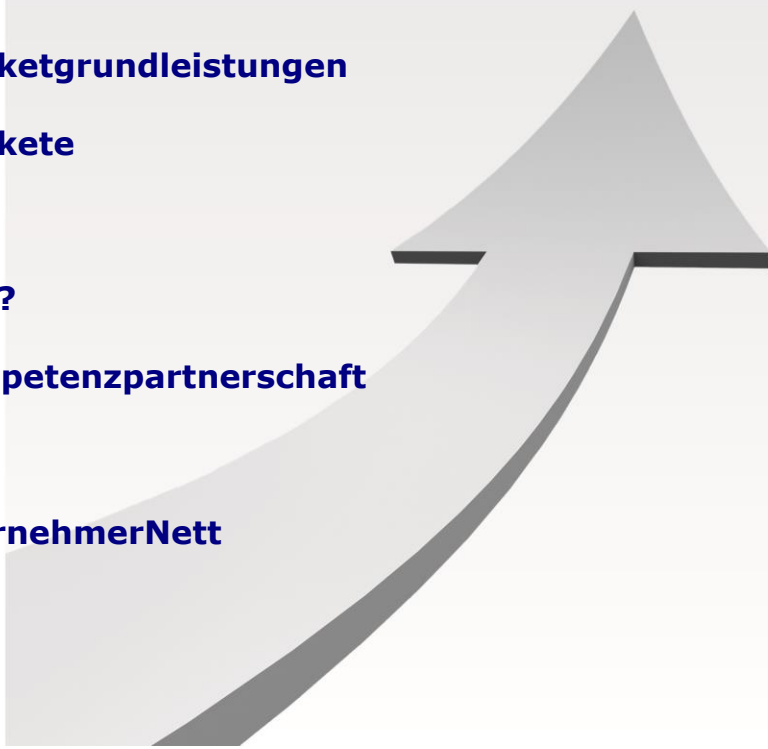 ketgrundleistungen
kete
?
petenzpartnerschaft
rnehmerNett